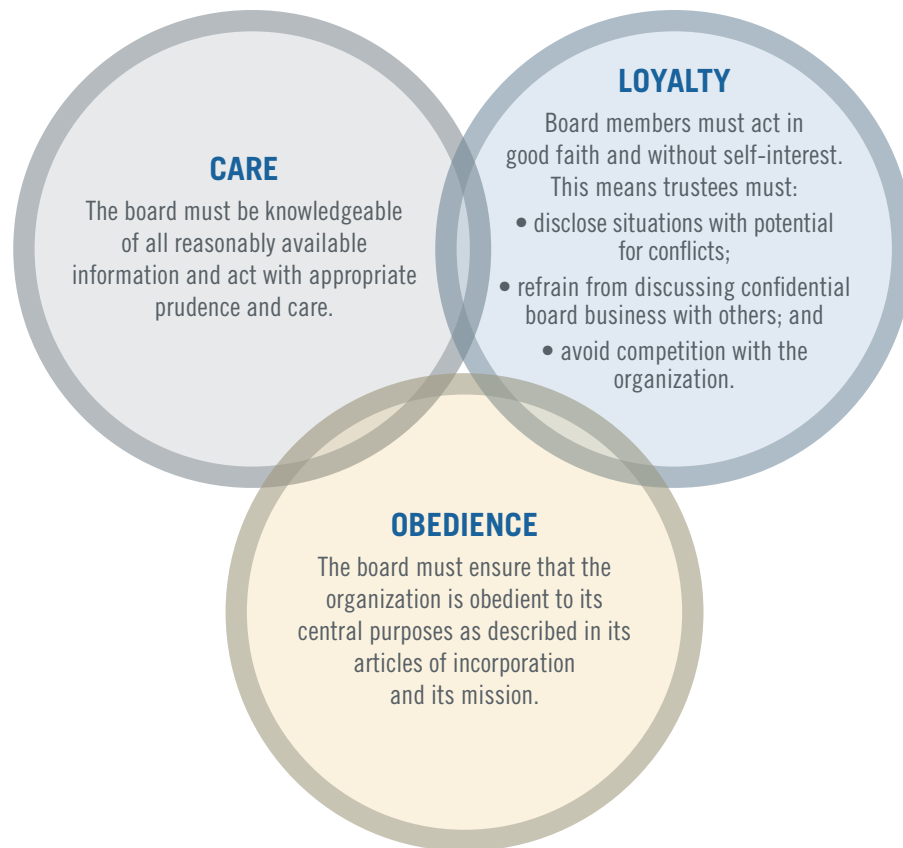 CARE
The board must be knowledgeable
of all reasonably available
information and act with appropriate
prudence and care.
LOYALTY
Board members must act in
good faith and without self-interest.
This means trustees must:
• disclose situations with potential
for conflicts;
• refrain from discussing confidential
board business with others; and
• avoid competition with the
organization.
OBEDIENCE
The board must ensure that the
organization is obedient to its
central purposes as described in its
articles of incorporation
and its mission.